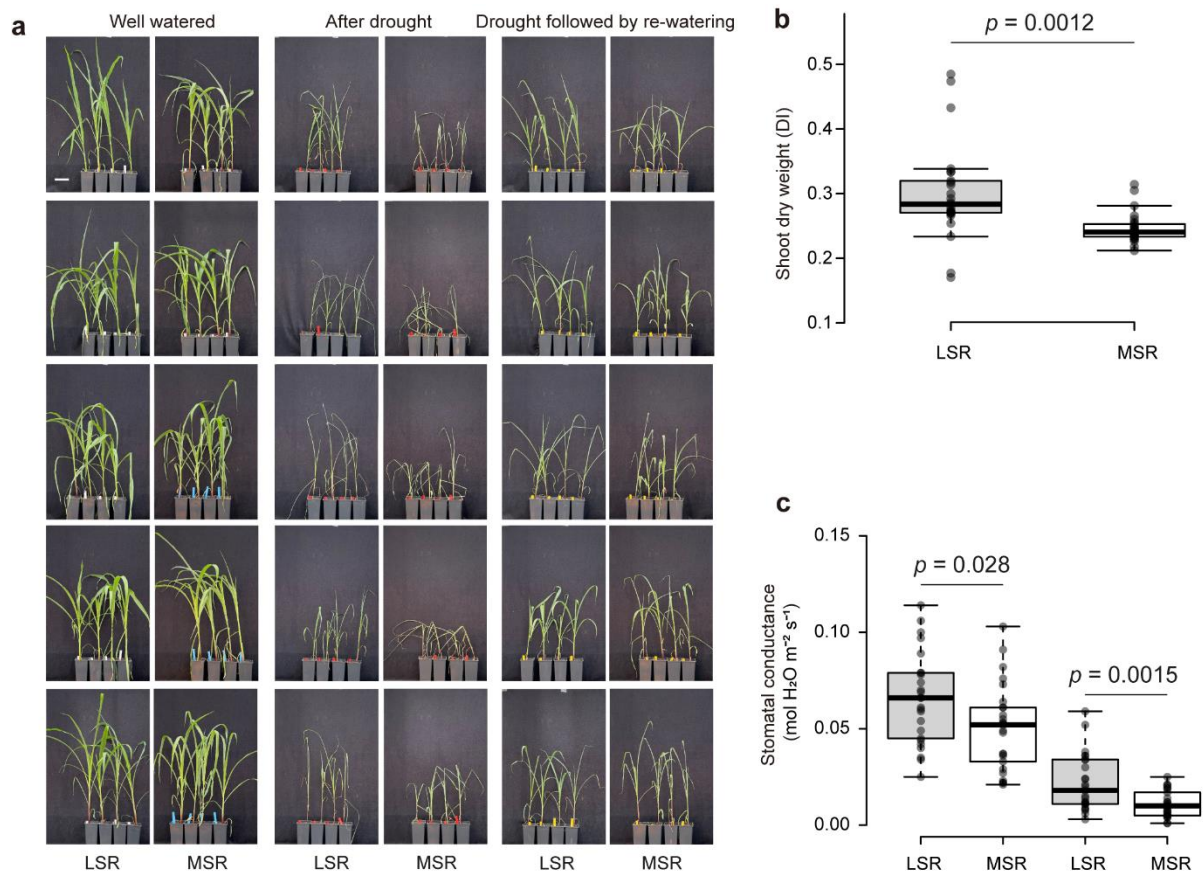 a
Well watered
After drought
Drought followed by re-watering
LSR
MSR
LSR
MSR
LSR
MSR
b
p = 0.0012
Shoot dry weight (DI)
0.5
0.4
0.3
0.2
0.1
LSR
MSR
c
Stomatal conductance
(mol H₂O m⁻² s⁻¹)
0.15
0.10
0.05
0.00
p = 0.028
p = 0.0015
LSR
MSR
LSR
MSR